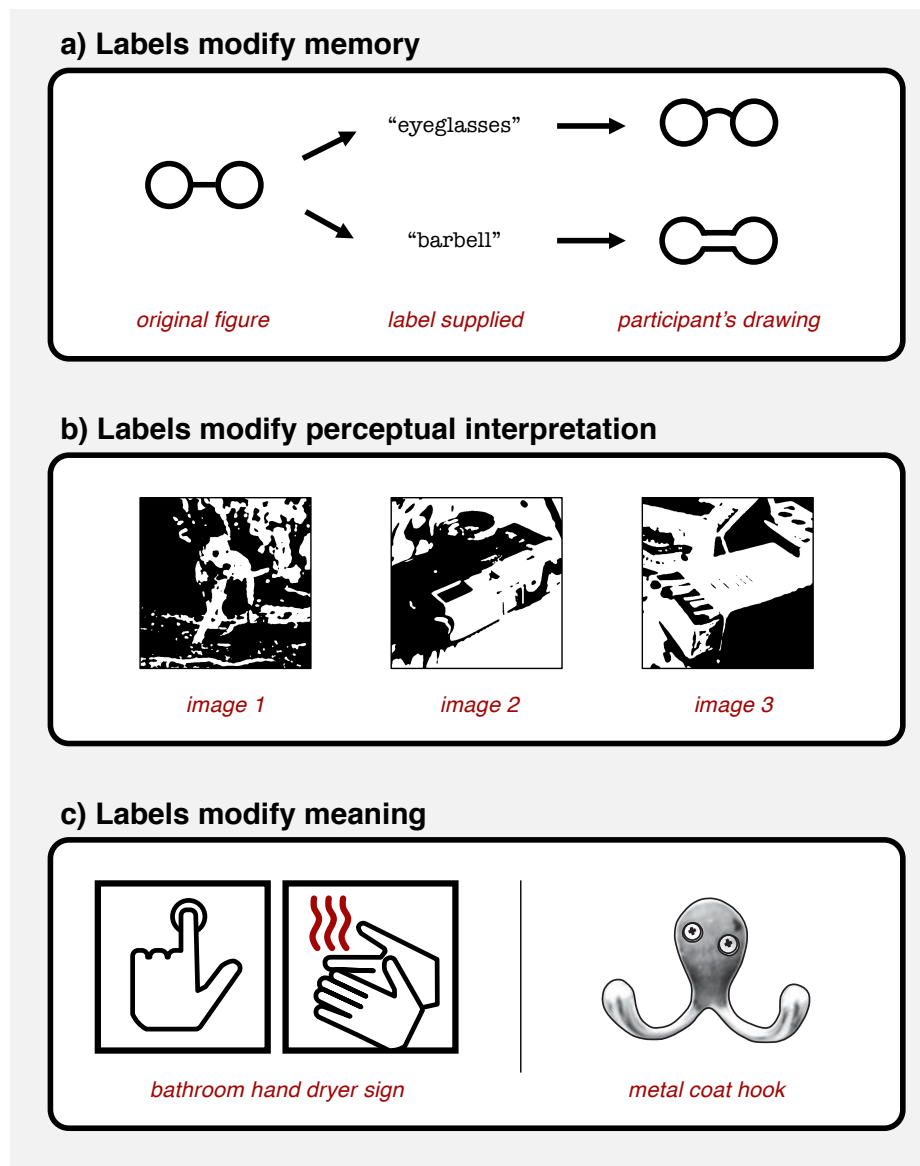 a) Labels modify memory
“eyeglasses”
“barbell”
original figure
label supplied
participant’s drawing
b) Labels modify perceptual interpretation
image 1
image 2
image 3
c) Labels modify meaning
bathroom hand dryer sign
metal coat hook